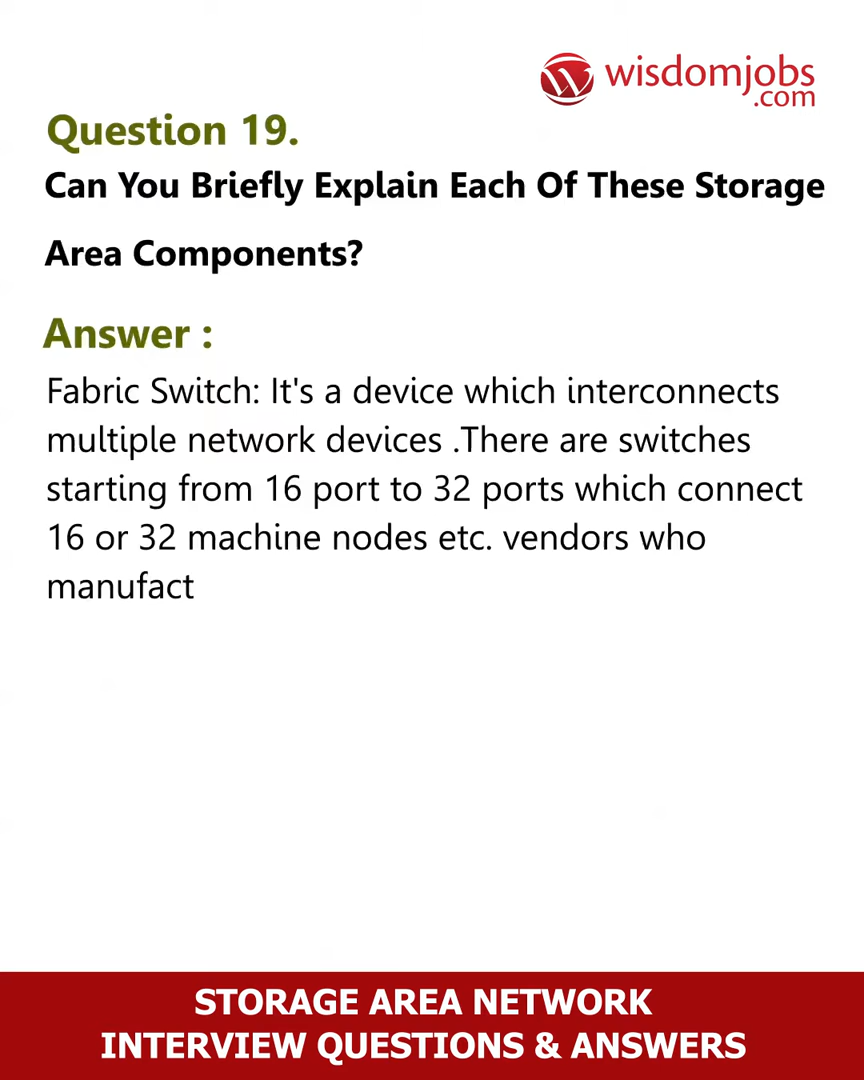 wisdomjobs
.com
Question 19.
Can You Briefly Explain Each Of These Storage
Area Components?
Answer :
Fabric Switch: It's a device which interconnects
multiple network devices .There are switches
starting from 16 port to 32 ports which connect
16 or 32 machine nodes etc. vendors who
manufact
STORAGE AREA NETWORK
INTERVIEW QUESTIONS & ANSWERS